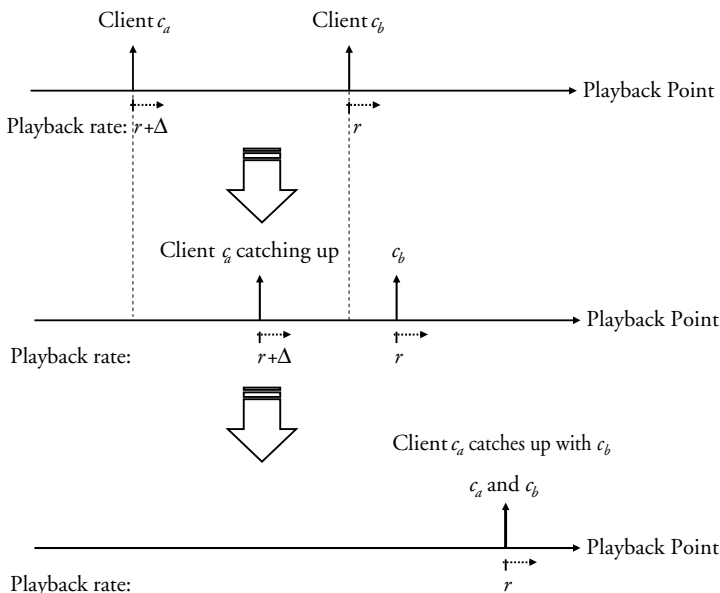 Client c_a Client c_b
Playback Point
Playback rate: r+Δ r
Client c_a catching up c_b
Playback Point
Playback rate: r+Δ r
Client c_a catches up with c_b
c_a and c_b
Playback Point
Playback rate: r